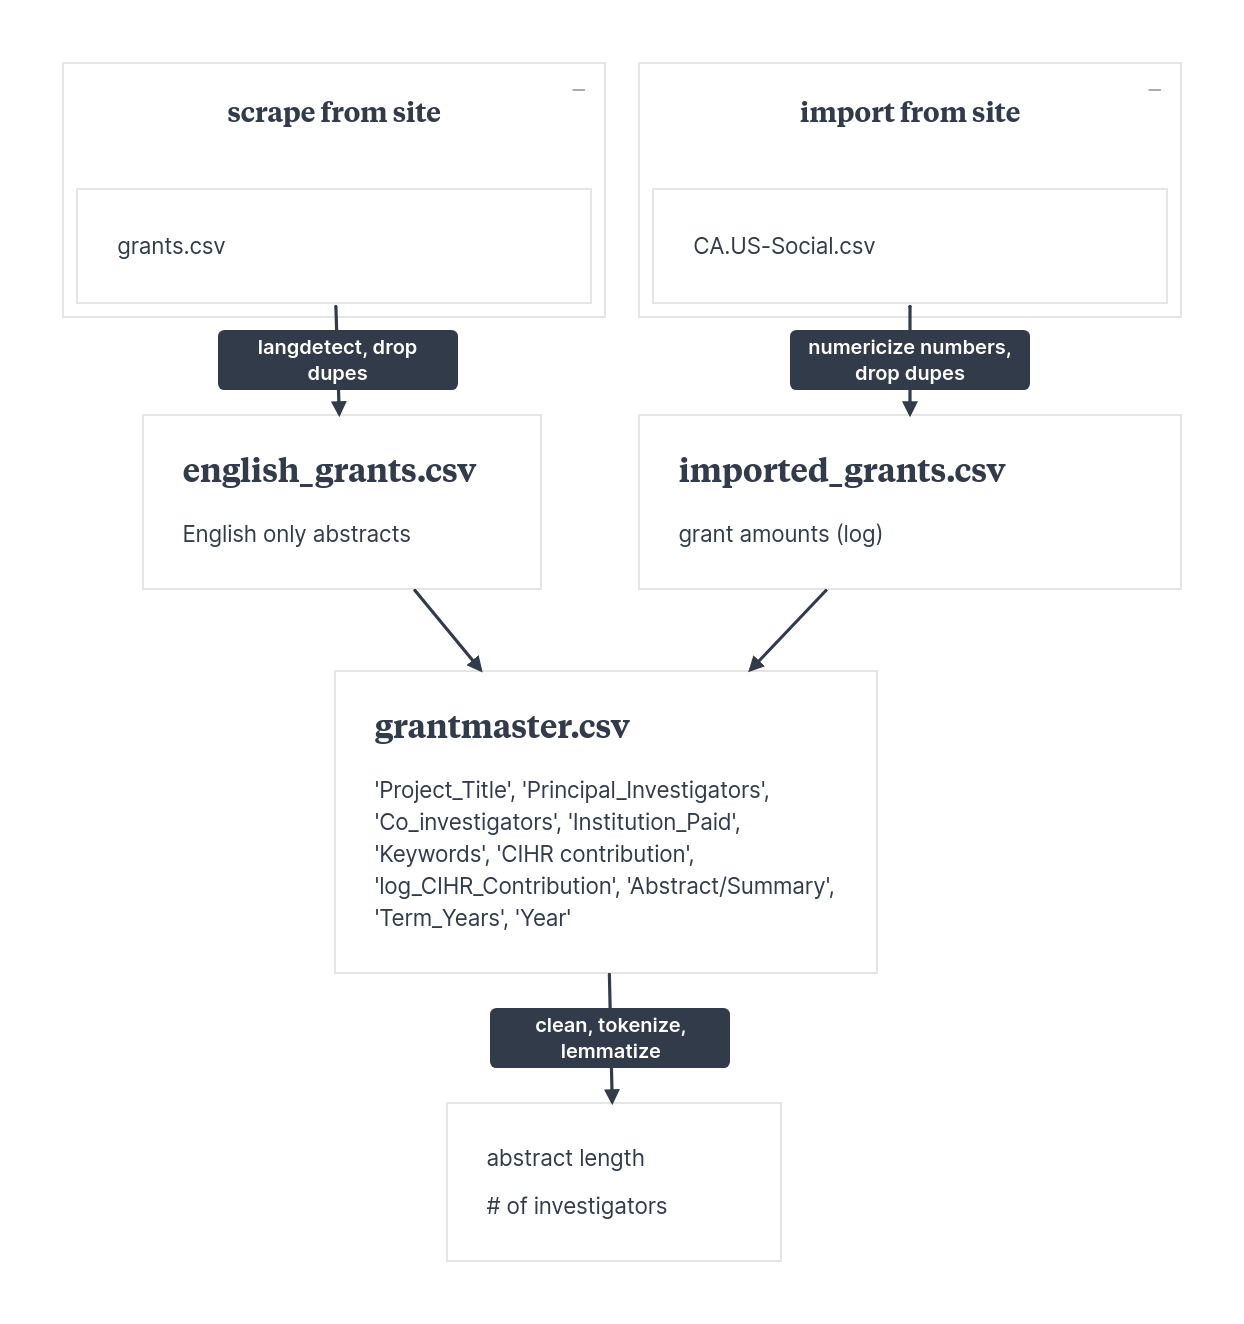 scrape from site
import from site
grants.csv
CA.US-Social.csv
langdetect, drop
dupes
numericize numbers,
drop dupes
english_grants.csv
English only abstracts
imported_grants.csv
grant amounts (log)
grantmaster.csv
'Project_Title', 'Principal_Investigators',
'Co_investigators', 'Institution_Paid',
'Keywords', 'CIHR contribution',
'log_CIHR_Contribution', 'Abstract/Summary',
'Term_Years', 'Year'
clean, tokenize,
lemmatize
abstract length
# of investigators